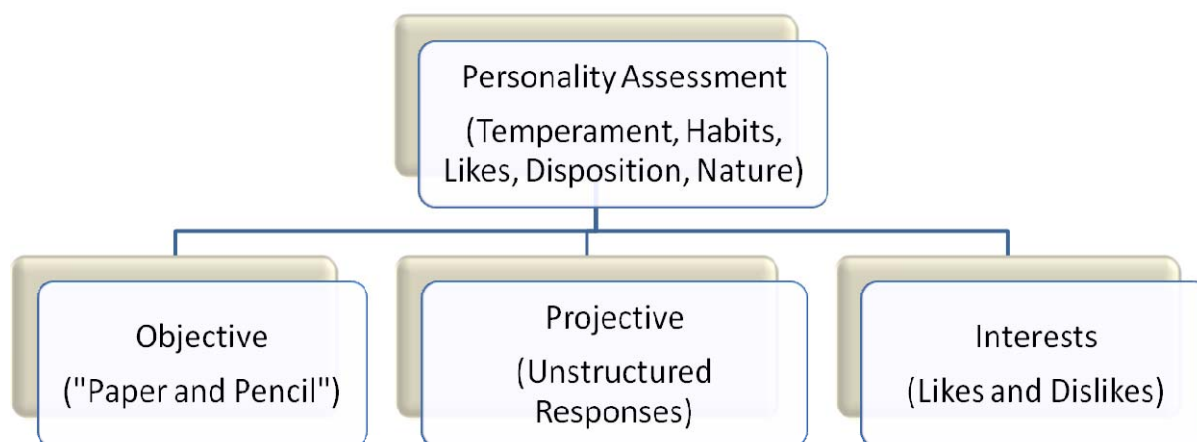 Personality Assessment
(Temperament, Habits,
Likes, Disposition, Nature)
Objective
("Paper and Pencil")
Projective
(Unstructured
Responses)
Interests
(Likes and Dislikes)